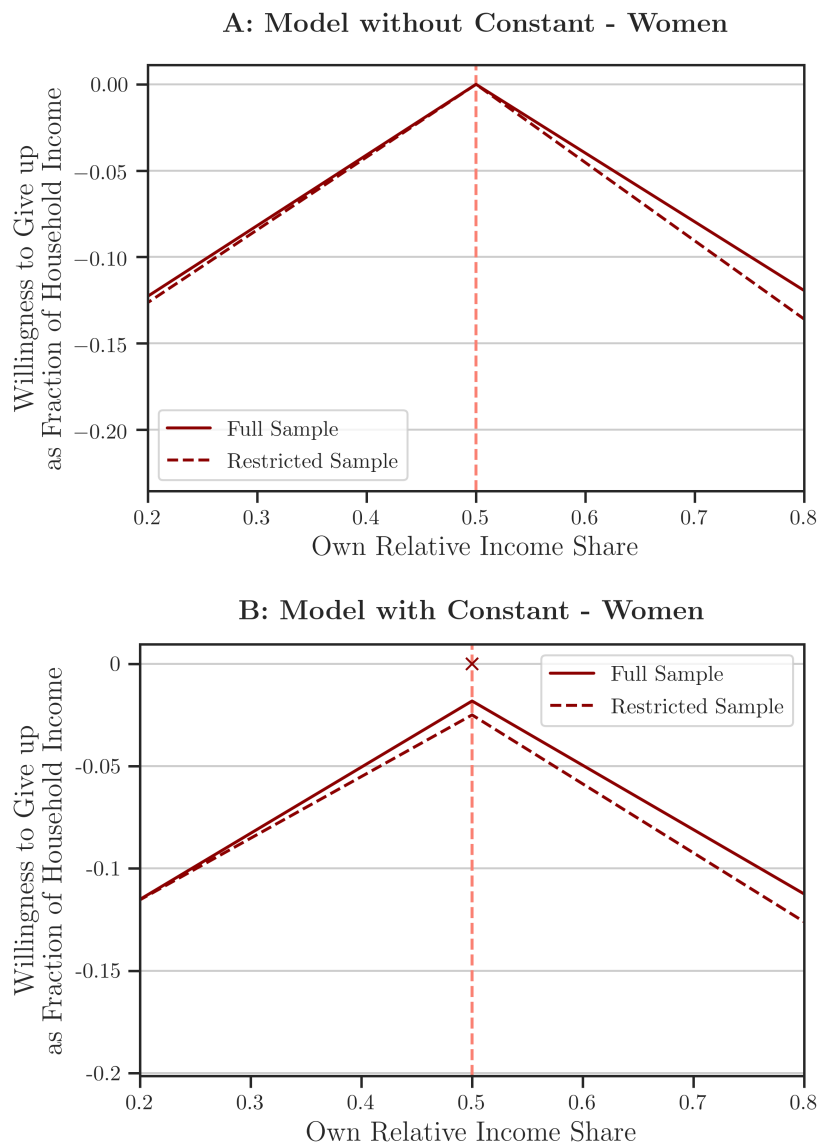 A: Model without Constant - Women
Willingness to Give up
as Fraction of Household Income
0.00
−0.05
−0.10
−0.15
−0.20
Full Sample
Restricted Sample
0.2 0.3 0.4 0.5 0.6 0.7 0.8
Own Relative Income Share
B: Model with Constant - Women
Willingness to Give up
as Fraction of Household Income
0
-0.05
-0.1
-0.15
-0.2
Full Sample
Restricted Sample
0.2 0.3 0.4 0.5 0.6 0.7 0.8
Own Relative Income Share